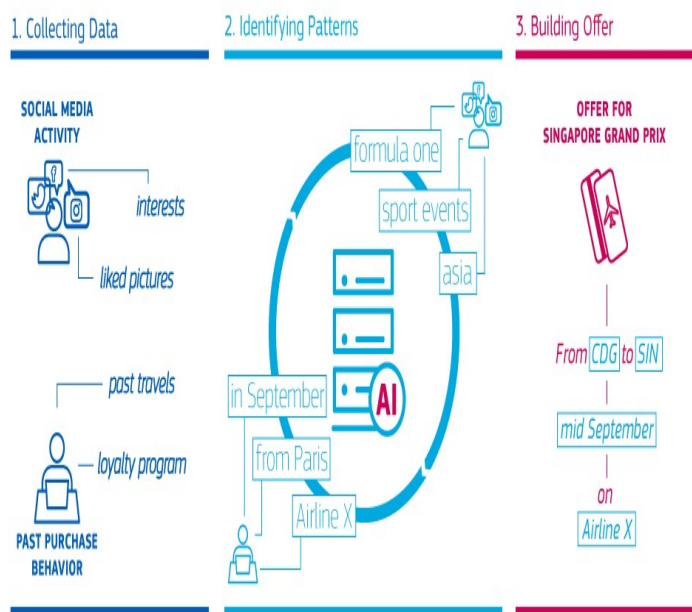 1. Collecting Data
SOCIAL MEDIA
ACTIVITY
interests
liked pictures
past travels
loyalty program
PAST PURCHASE
BEHAVIOR
2. Identifying Patterns
formula one
sport events
asia
AI
in September
from Paris
Airline X
3. Building Offer
OFFER FOR
SINGAPORE GRAND PRIX
From CDG to SIN
mid September
on
Airline X